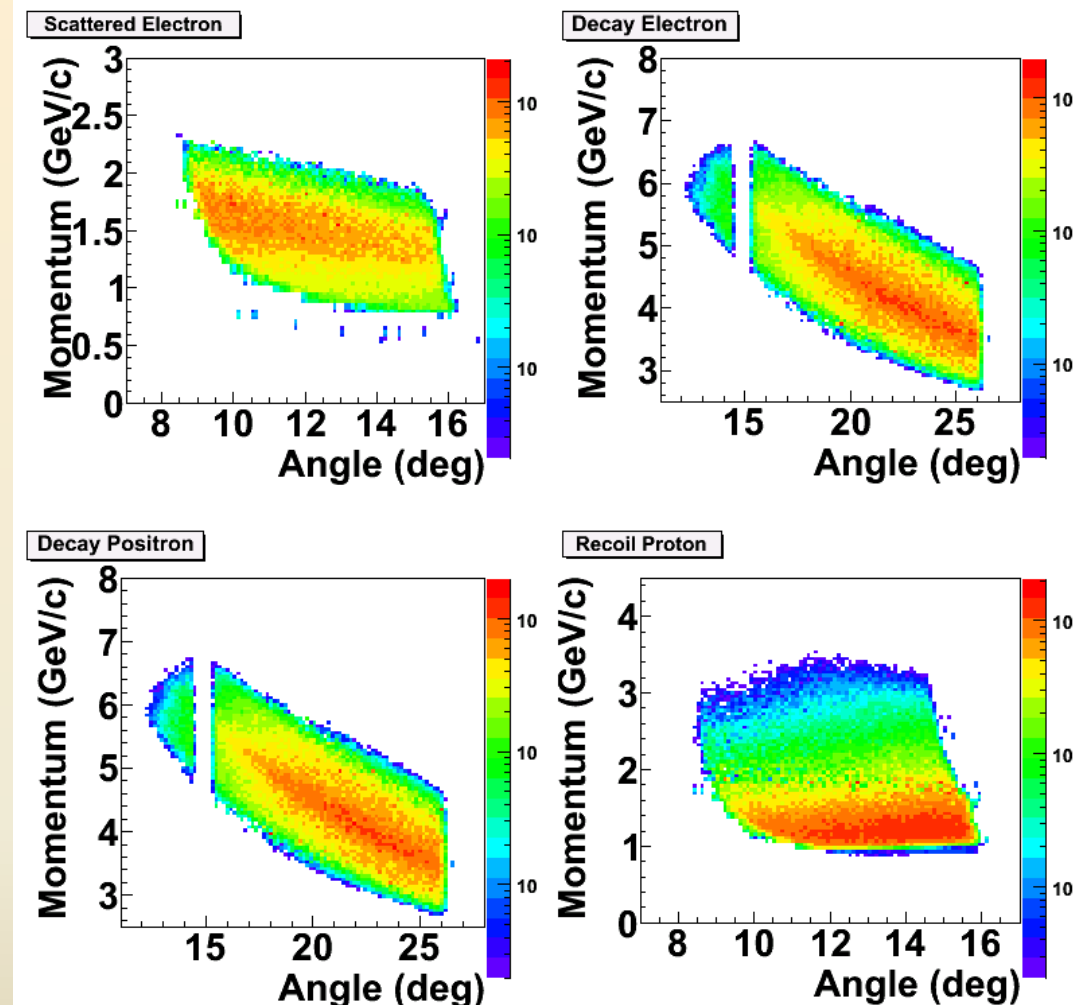 Scattered Electron
Momentum (GeV/c)
3
2.5
2
1.5
1
0.5
0
8 10 12 14 16
Angle (deg)
10
10
10
Decay Electron
Momentum (GeV/c)
8
7
6
5
4
3
15 20 25
Angle (deg)
10
10
10
Decay Positron
Momentum (GeV/c)
8
7
6
5
4
3
15 20 25
Angle (deg)
10
10
10
Recoil Proton
Momentum (GeV/c)
4
3
2
1
0
8 10 12 14 16
Angle (deg)
10
10
10